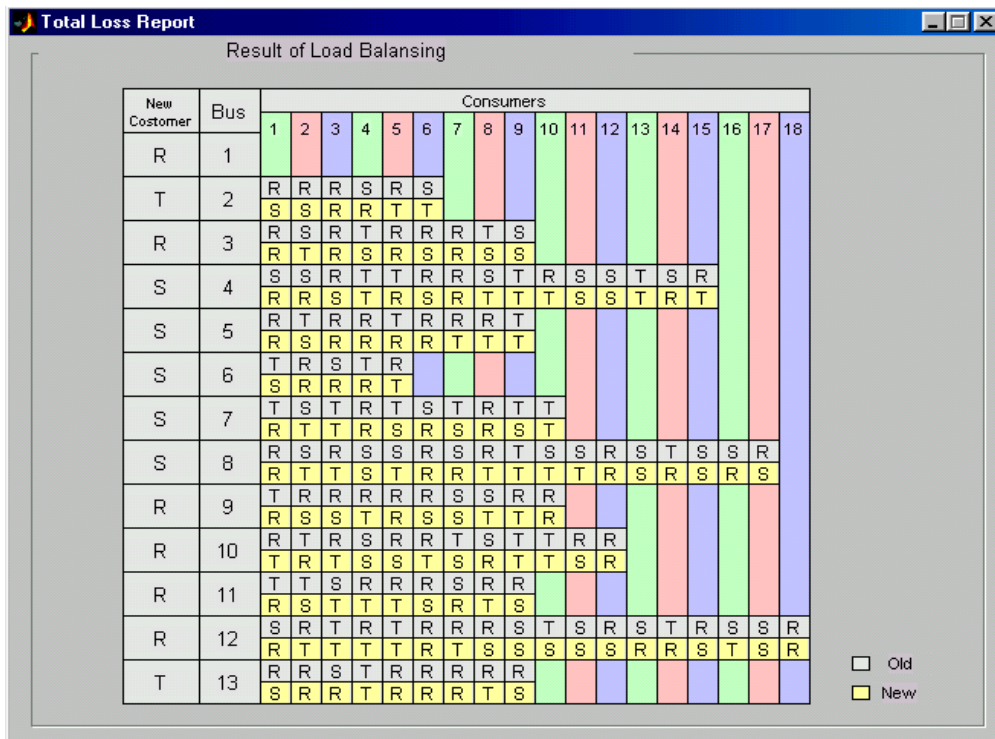 Total Loss Report
Result of Load Balansing
New Costomer Bus Consumers
1 2 3 4 5 6 7 8 9 10 11 12 13 14 15 16 17 18
R 1
T 2
R R R S R S
S S R R T T
R 3
R S R T R R R T S
R T R S R S R S S
S 4
S S R T T R R S T R S S T S R
R R S T R S R T T T S S T R T
S 5
R T R R T R R R T
R S R R R R T T T
S 6
T R S T R
S R R R T
S 7
T S T R T S T R T T
R T T R S R S R S T
S 8
R S R S S R S R T S S R S T S S R
R T T S T R R T T T T R S R S R S
R 9
T R R R R R S S R R
R S S T R S S T T R
R 10
R T R S R R T S T T R R
T R T S S T S R T T S R
R 11
T T S R R R S R R
R S T T T S R T S
R 12
S R T R T R R R S T S R S T R S S R
R T T T T R T S S S S S R R S T S R
T 13
R R S T R R R R R
S R R T R R R T S
Old
New